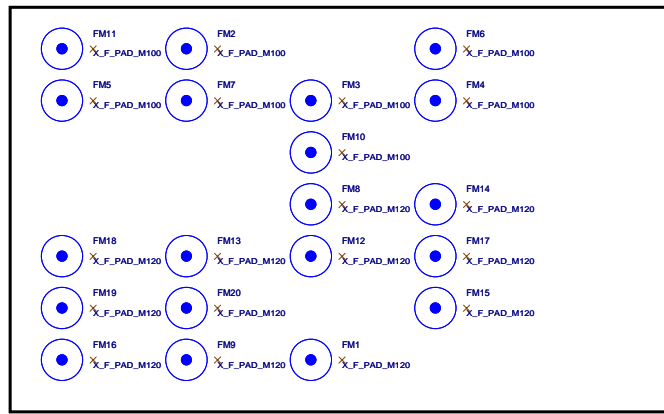 FM11 FM2 FM6
X_F_PAD_M100 X_F_PAD_M100 X_F_PAD_M100
FM5 FM7 FM3 FM4
X_F_PAD_M100 X_F_PAD_M100 X_F_PAD_M100 X_F_PAD_M100
FM10
X_F_PAD_M100
FM8 FM14
X_F_PAD_M120 X_F_PAD_M120
FM18 FM13 FM12 FM17
X_F_PAD_M120 X_F_PAD_M120 X_F_PAD_M120 X_F_PAD_M120
FM19 FM20 FM15
X_F_PAD_M120 X_F_PAD_M120 X_F_PAD_M120
FM16 FM9 FM1
X_F_PAD_M120 X_F_PAD_M120 X_F_PAD_M120